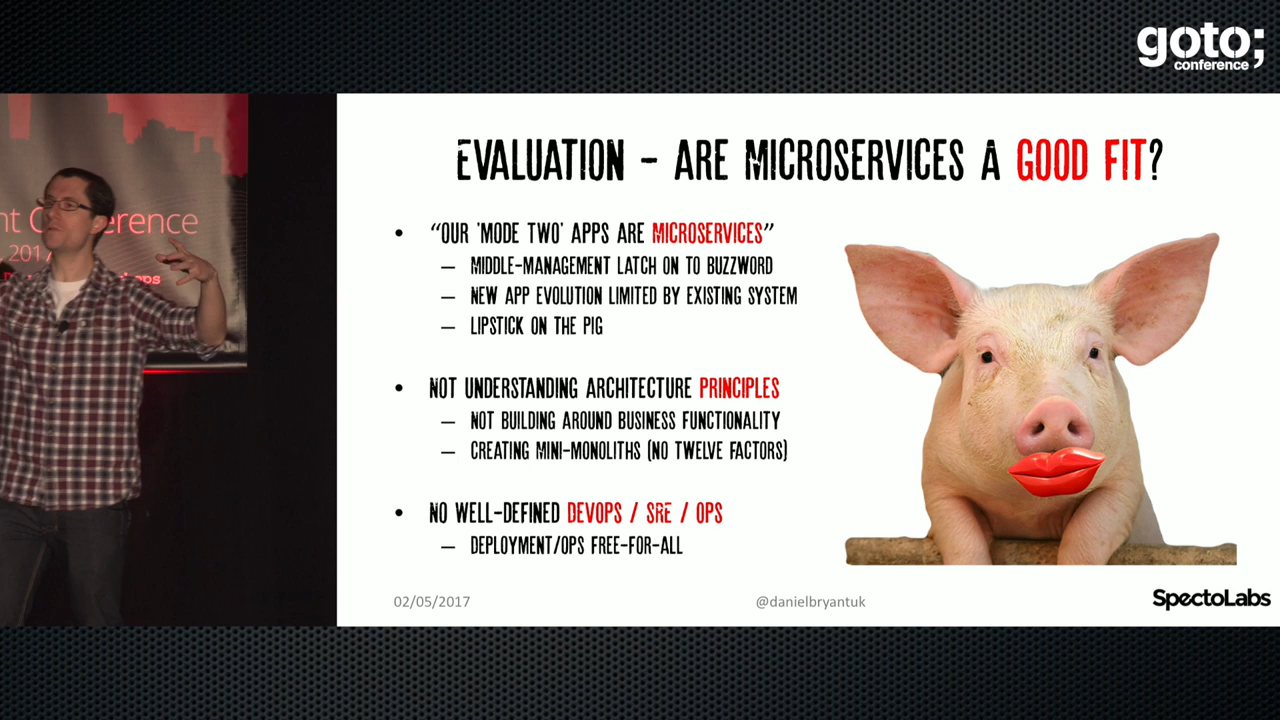 goto;
conference
nt Conference
201
EVALUATION – ARE MICROSERVICES A GOOD FIT?
• “OUR ‘MODE TWO’ APPS ARE MICROSERVICES”
– MIDDLE-MANAGEMENT LATCH ON TO BUZZWORD
– NEW APP EVOLUTION LIMITED BY EXISTING SYSTEM
– LIPSTICK ON THE PIG
• NOT UNDERSTANDING ARCHITECTURE PRINCIPLES
– NOT BUILDING AROUND BUSINESS FUNCTIONALITY
– CREATING MINI-MONOLITHS (NO TWELVE FACTORS)
• NO WELL-DEFINED DEVOPS / SRE / OPS
– DEPLOYMENT/OPS FREE-FOR-ALL
02/05/2017
@danielbryantuk
SpectoLabs